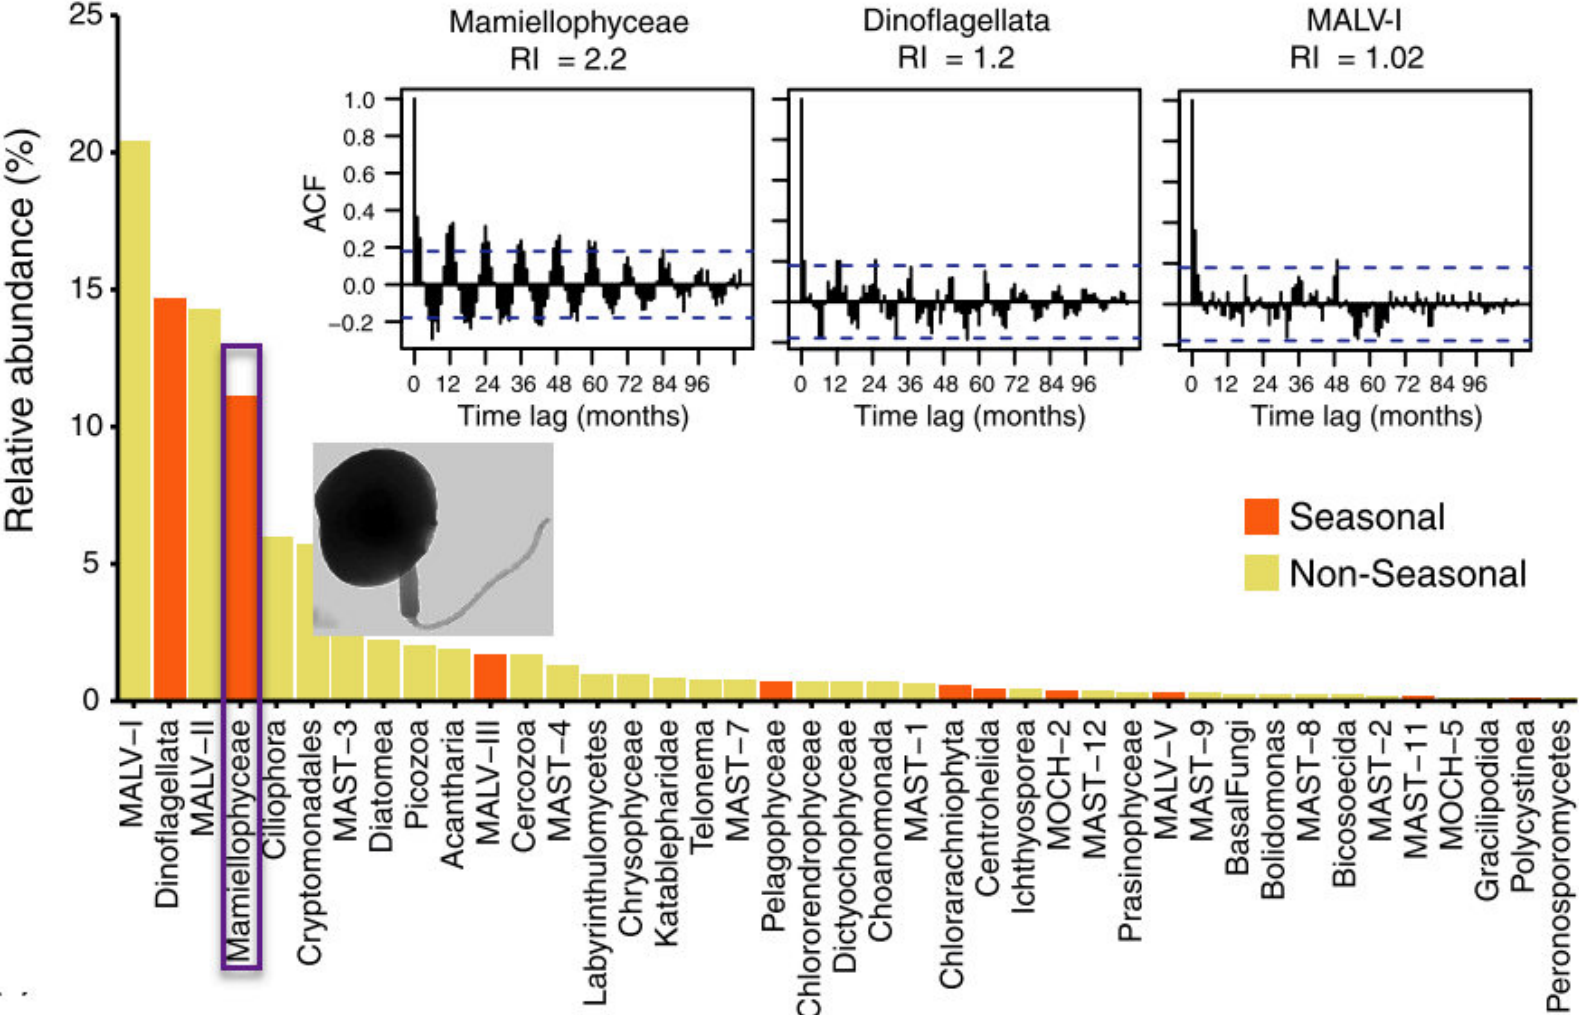 Mamiellophyceae
RI = 2.2
Dinoflagellata
RI = 1.2
MALV-I
RI = 1.02
Relative abundance (%)
25
20
15
10
5
0
ACF
1.0
0.8
0.6
0.4
0.2
0.0
−0.2
0 12 24 36 48 60 72 84 96
Time lag (months)
0 12 24 36 48 60 72 84 96
Time lag (months)
0 12 24 36 48 60 72 84 96
Time lag (months)
Seasonal
Non-Seasonal
MALV−I
Dinoflagellata
MALV−II
Mamiellophyceae
Ciliophora
Cryptomonadales
MAST−3
Diatomea
Picozoa
Acantharia
MALV−III
Cercozoa
MAST−4
Labyrinthulomycetes
Chrysophyceae
Katablepharidae
Telonema
MAST−7
Pelagophyceae
Chlorodendrophyceae
Dictyochophyceae
Choanomonada
MAST−1
Chlorarachniophyta
Centrohelida
Ichthyosporea
MOCH−2
MAST−12
Prasinophyceae
MALV−V
MAST−9
BasalFungi
Bolidomonas
MAST−8
Bicosoecida
MAST−2
MAST−11
MOCH−5
Gracilipodida
Polycystinea
Peronosporomycetes